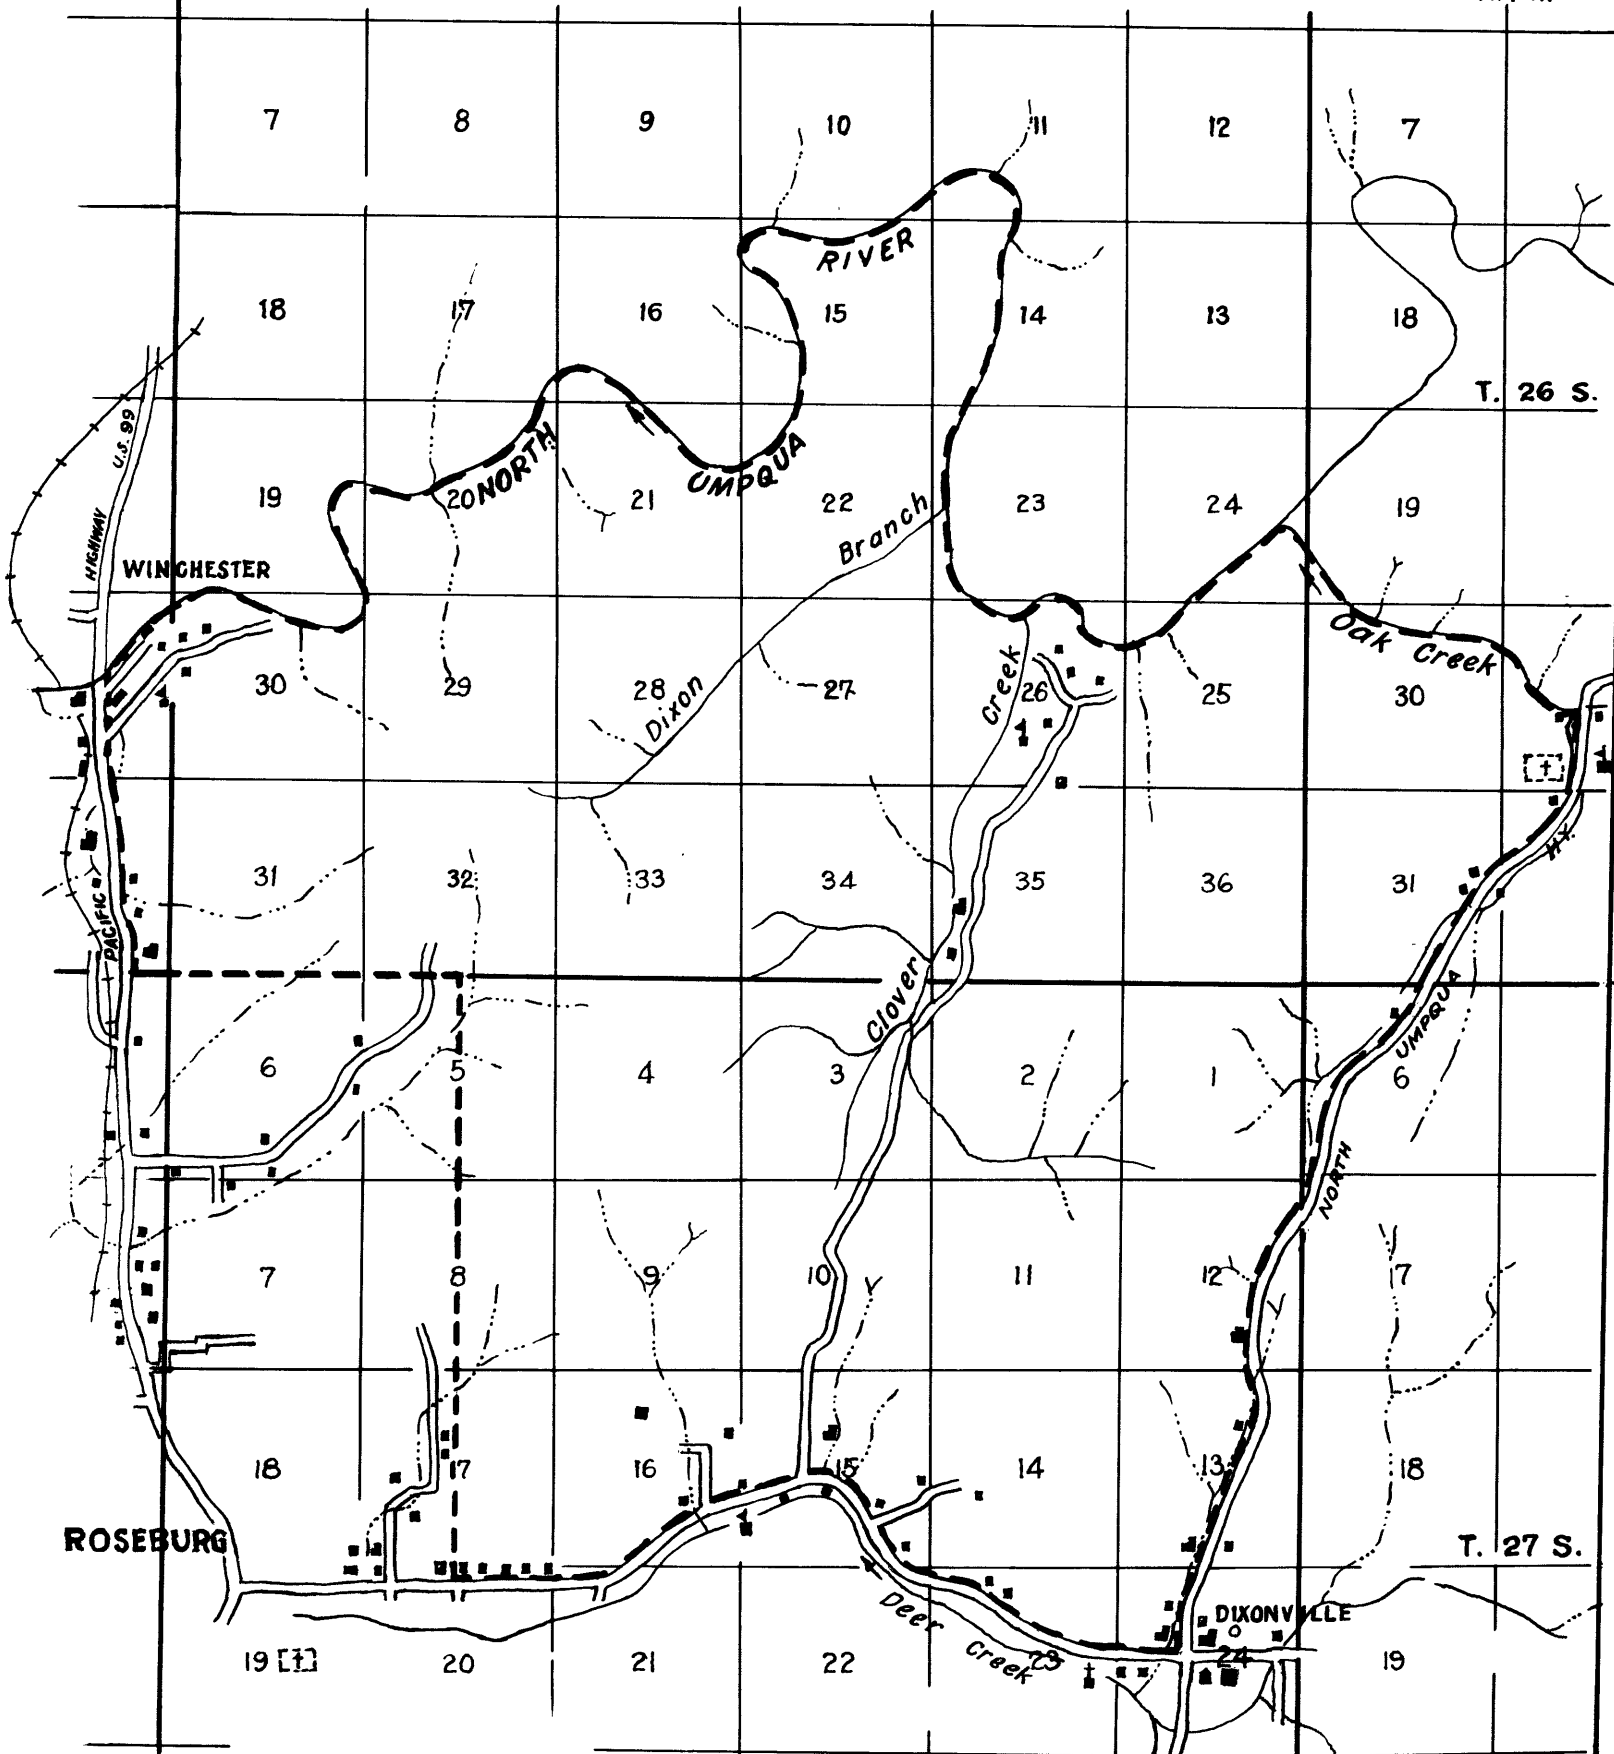 7 8 9 10 11 12 7
RIVER
18 17 16 15 14 13 18
T. 26 S.
U.S. 99
HIGHWAY
19 20 NORTH 21 UMPQUA 22 Branch 23 24 19
WINCHESTER
Oak Creek
30 29 28 Dixon 27 Creek 26 25 30
HY.
31 32 33 34 35 36 31
PACIFIC
Clover
UMPQUA
6 5 4 3 2 1 6
NORTH
7 8 9 10 11 12 7
18 17 16 15 14 13 18
ROSEBURG
T. 27 S.
Deer Creek
DIXONVILLE
19 20 21 22 23 24 19